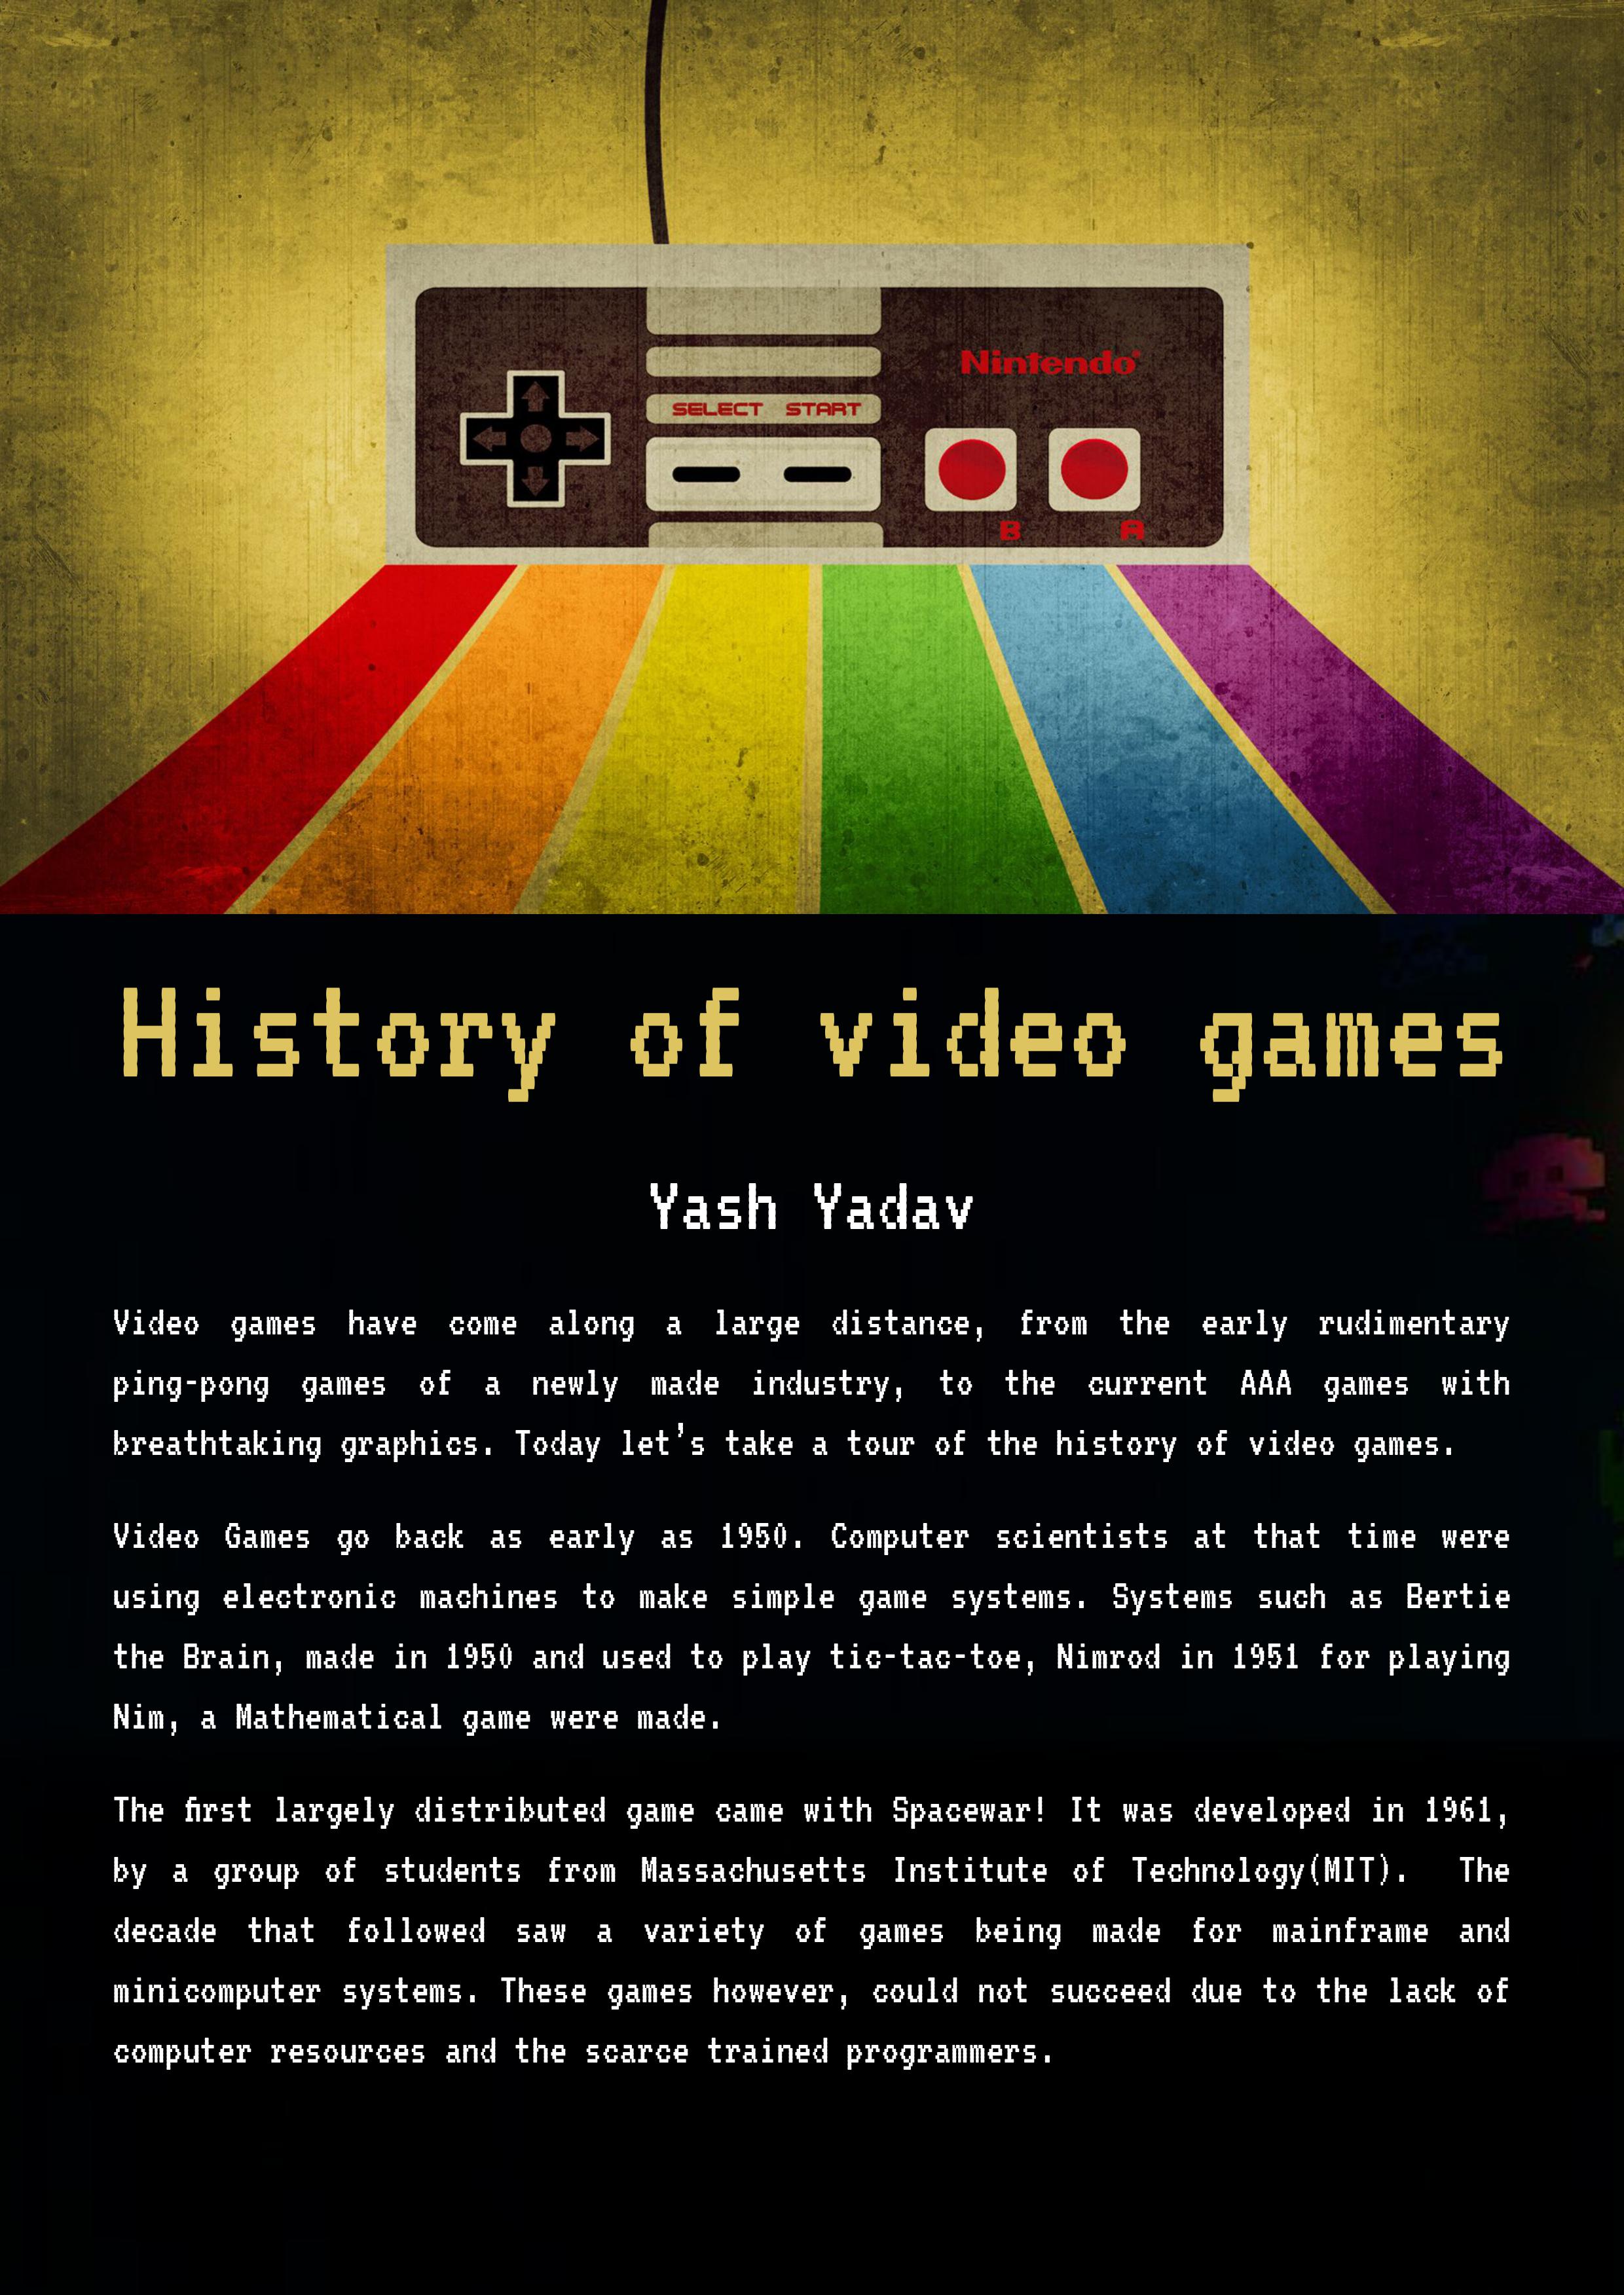 Nintendo
SELECT START
B A
History of video games
Yash Yadav
Video games have come along a large distance, from the early rudimentary
ping-pong games of a newly made industry, to the current AAA games with
breathtaking graphics. Today let’s take a tour of the history of video games.
Video Games go back as early as 1950. Computer scientists at that time were
using electronic machines to make simple game systems. Systems such as Bertie
the Brain, made in 1950 and used to play tic-tac-toe, Nimrod in 1951 for playing
Nim, a Mathematical game were made.
The first largely distributed game came with Spacewar! It was developed in 1961,
by a group of students from Massachusetts Institute of Technology(MIT). The
decade that followed saw a variety of games being made for mainframe and
minicomputer systems. These games however, could not succeed due to the lack of
computer resources and the scarce trained programmers.